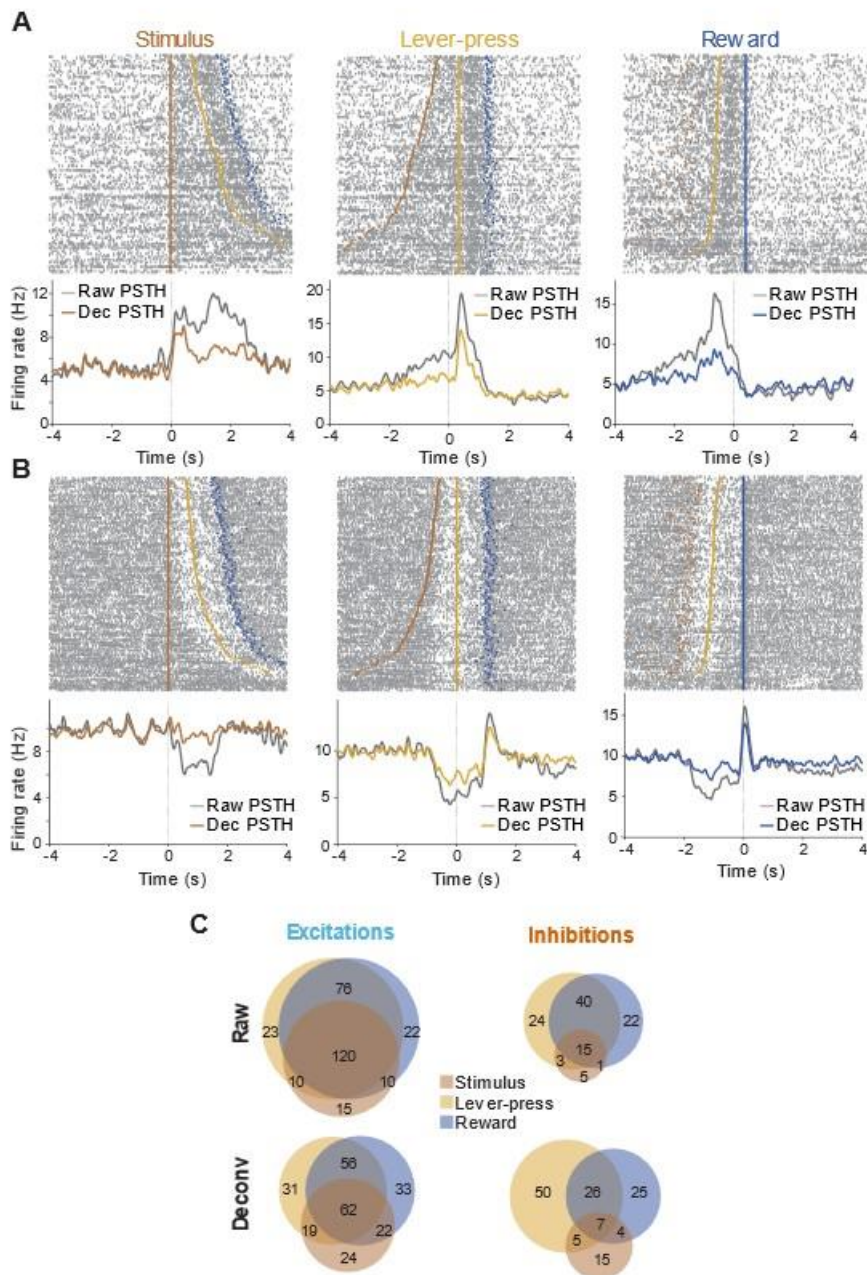 A
Stimulus Lever-press Reward
Firing rate (Hz)
12
8
4
0
Raw PSTH
Dec PSTH
-4 -2 0 2 4
Time (s)
20
15
10
5
0
Raw PSTH
Dec PSTH
-4 -2 0 2 4
Time (s)
15
10
5
0
Raw PSTH
Dec PSTH
-4 -2 0 2 4
Time (s)
B
Firing rate (Hz)
8
4
0
Raw PSTH
Dec PSTH
-4 -2 0 2 4
Time (s)
10
5
0
Raw PSTH
Dec PSTH
-4 -2 0 2 4
Time (s)
15
10
5
0
Raw PSTH
Dec PSTH
-4 -2 0 2 4
Time (s)
C
Excitations Inhibitions
Raw
76
23 22
120
10 10
15
40
24 22
15
3 1
5
Stimulus
Lever-press
Reward
Deconv
56
31 33
62
19 22
24
50 26 25
7
5 4
15